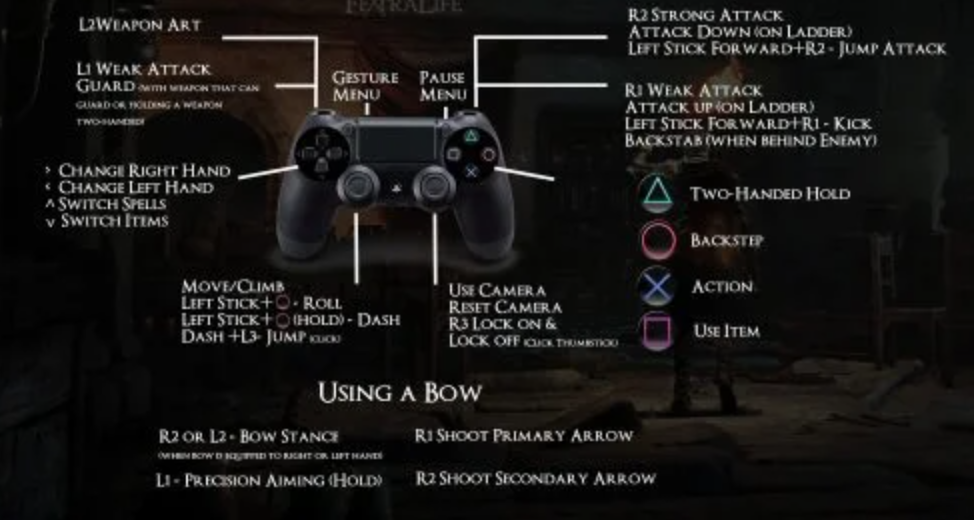 FEXTRALIFE
L2 WEAPON ART
L1 WEAK ATTACK
GUARD (WITH WEAPON THAT CAN
GUARD OR HOLDING A WEAPON
TWO-HANDED)
GESTURE
MENU
PAUSE
MENU
R2 STRONG ATTACK
ATTACK DOWN (ON LADDER)
LEFT STICK FORWARD+R2 - JUMP ATTACK
R1 WEAK ATTACK
ATTACK UP (ON LADDER)
LEFT STICK FORWARD+R1 - KICK
BACKSTAB (WHEN BEHIND ENEMY)
> CHANGE RIGHT HAND
< CHANGE LEFT HAND
^ SWITCH SPELLS
v SWITCH ITEMS
TWO-HANDED HOLD
BACKSTEP
ACTION
USE ITEM
MOVE/CLIMB
LEFT STICK+○ - ROLL
LEFT STICK+○ (HOLD) - DASH
DASH +L3- JUMP (CLICK)
USE CAMERA
RESET CAMERA
R3 LOCK ON &
LOCK OFF (CLICK THUMBSTICK)
USING A BOW
R2 OR L2 - BOW STANCE
(WHEN BOW IS EQUIPPED TO RIGHT OR LEFT HAND)
L1 - PRECISION AIMING (HOLD)
R1 SHOOT PRIMARY ARROW
R2 SHOOT SECONDARY ARROW